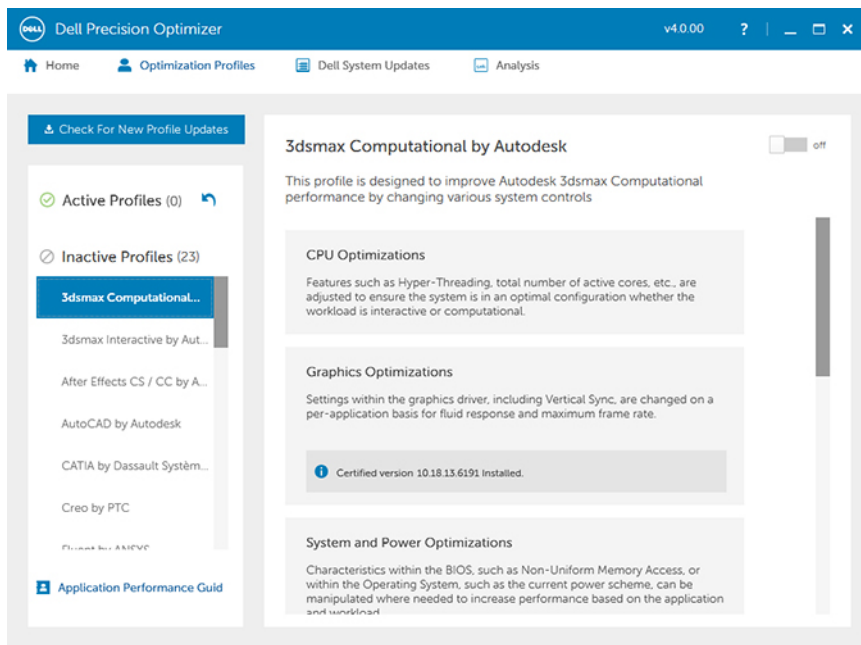 DELL Dell Precision Optimizer v4.0.00 ?
Home Optimization Profiles Dell System Updates Analysis
Check For New Profile Updates
Active Profiles (0)
Inactive Profiles (23)
3dsmax Computational...
3dsmax Interactive by Aut...
After Effects CS / CC by A...
AutoCAD by Autodesk
CATIA by Dassault Systèm...
Creo by PTC
Fluent by ANSYS
Application Performance Guid
3dsmax Computational by Autodesk off
This profile is designed to improve Autodesk 3dsmax Computational
performance by changing various system controls
CPU Optimizations
Features such as Hyper-Threading, total number of active cores, etc., are
adjusted to ensure the system is in an optimal configuration whether the
workload is interactive or computational.
Graphics Optimizations
Settings within the graphics driver, including Vertical Sync, are changed on a
per-application basis for fluid response and maximum frame rate.
Certified version 10.18.13.6191 Installed.
System and Power Optimizations
Characteristics within the BIOS, such as Non-Uniform Memory Access, or
within the Operating System, such as the current power scheme, can be
manipulated where needed to increase performance based on the application
and workload